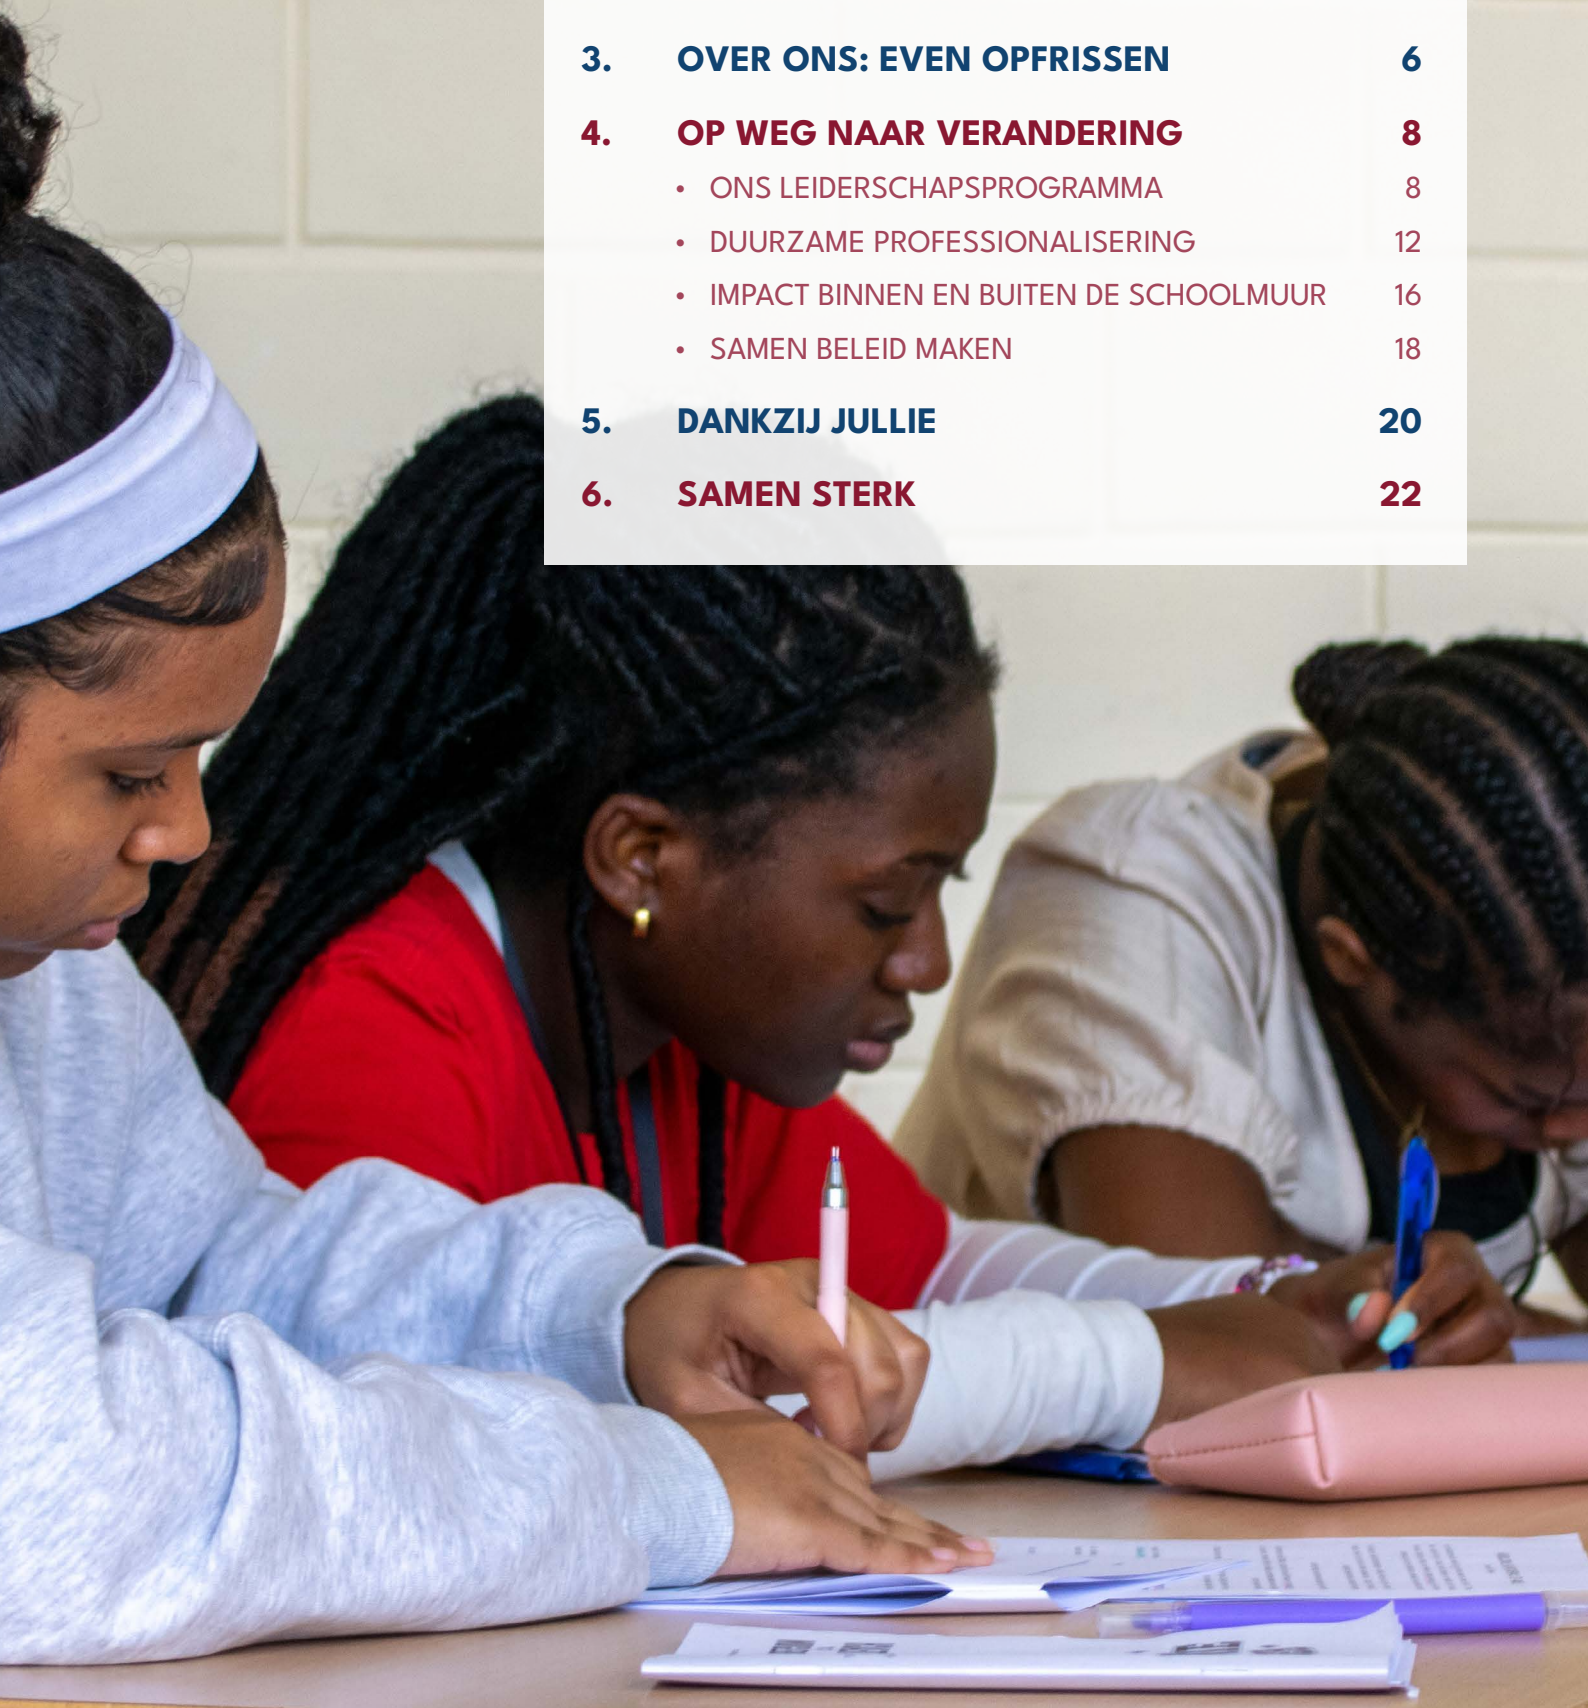 3. OVER ONS: EVEN OPFRISSEN 6
4. OP WEG NAAR VERANDERING 8
• ONS LEIDERSCHAPSPROGRAMMA 8
• DUURZAME PROFESSIONALISERING 12
• IMPACT BINNEN EN BUITEN DE SCHOOLMUUR 16
• SAMEN BELEID MAKEN 18
5. DANKZIJ JULLIE 20
6. SAMEN STERK 22